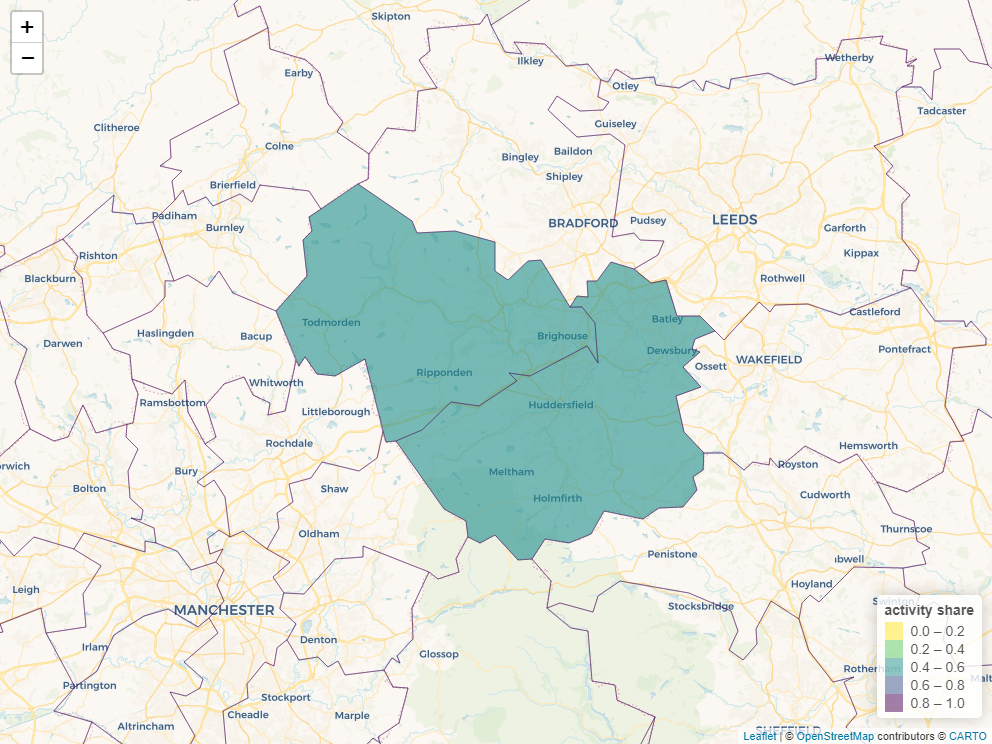 +
−
Skipton
Ilkley
Wetherby
Earby
Otley
Tadcaster
Clitheroe
Guiseley
Colne
Bingley
Baildon
Shipley
Brierfield
Padiham
Burnley
BRADFORD
Pudsey
LEEDS
Garforth
Kippax
Rishton
Blackburn
Rothwell
Castleford
Todmorden
Batley
Haslingden
Bacup
Brighouse
Darwen
Dewsbury
WAKEFIELD
Pontefract
Ossett
Ripponden
Whitworth
Ramsbottom
Littleborough
Huddersfield
Rochdale
Hemsworth
orwich
Bury
Meltham
Royston
Bolton
Shaw
Holmfirth
Cudworth
Oldham
Thurnscoe
Penistone
ıbwell
Leigh
Hoyland
MANCHESTER
Stocksbridge
Swinton
activity share
0.0 – 0.2
0.2 – 0.4
0.4 – 0.6
0.6 – 0.8
0.8 – 1.0
Irlam
Denton
Glossop
Rotherham
Malt
Partington
Stockport
Cheadle
Marple
Altrincham
SHEFFIELD
Leaflet | © OpenStreetMap contributors © CARTO